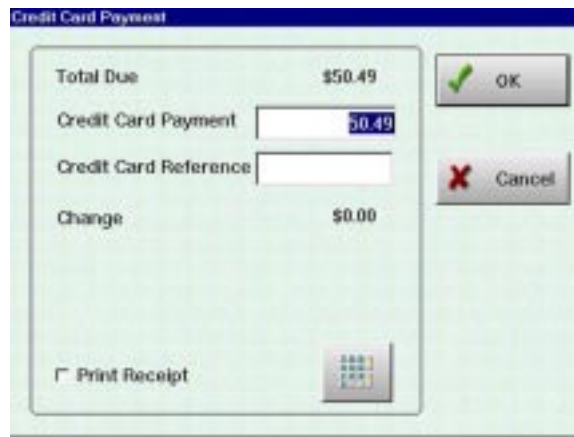 Credit Card Payment
Total Due $50.49
OK
Credit Card Payment 50.49
Credit Card Reference
Cancel
Change $0.00
Print Receipt